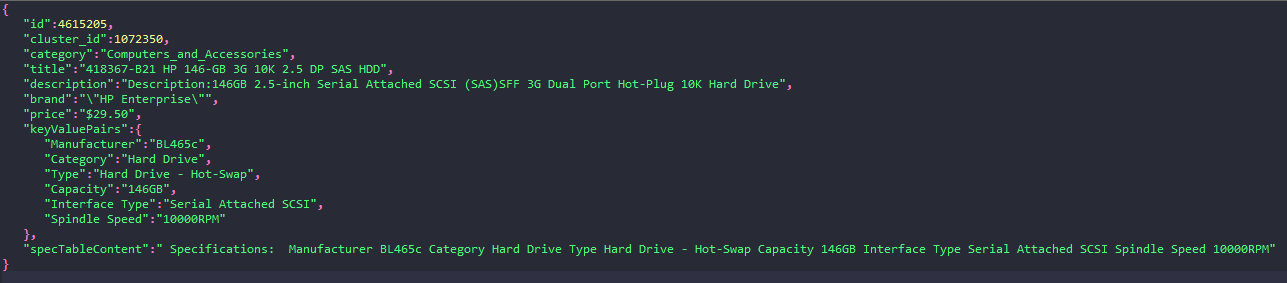 {
"id":4615205,
"cluster_id":1072350,
"category":"Computers_and_Accessories",
"title":"418367-B21 HP 146-GB 3G 10K 2.5 DP SAS HDD",
"description":"Description:146GB 2.5-inch Serial Attached SCSI (SAS)SFF 3G Dual Port Hot-Plug 10K Hard Drive",
"brand":"\"HP Enterprise\"",
"price":"$29.50",
"keyValuePairs":{
"Manufacturer":"BL465c",
"Category":"Hard Drive",
"Type":"Hard Drive - Hot-Swap",
"Capacity":"146GB",
"Interface Type":"Serial Attached SCSI",
"Spindle Speed":"10000RPM"
},
"specTableContent":" Specifications:  Manufacturer BL465c Category Hard Drive Type Hard Drive - Hot-Swap Capacity 146GB Interface Type Serial Attached SCSI Spindle Speed 10000RPM"
}